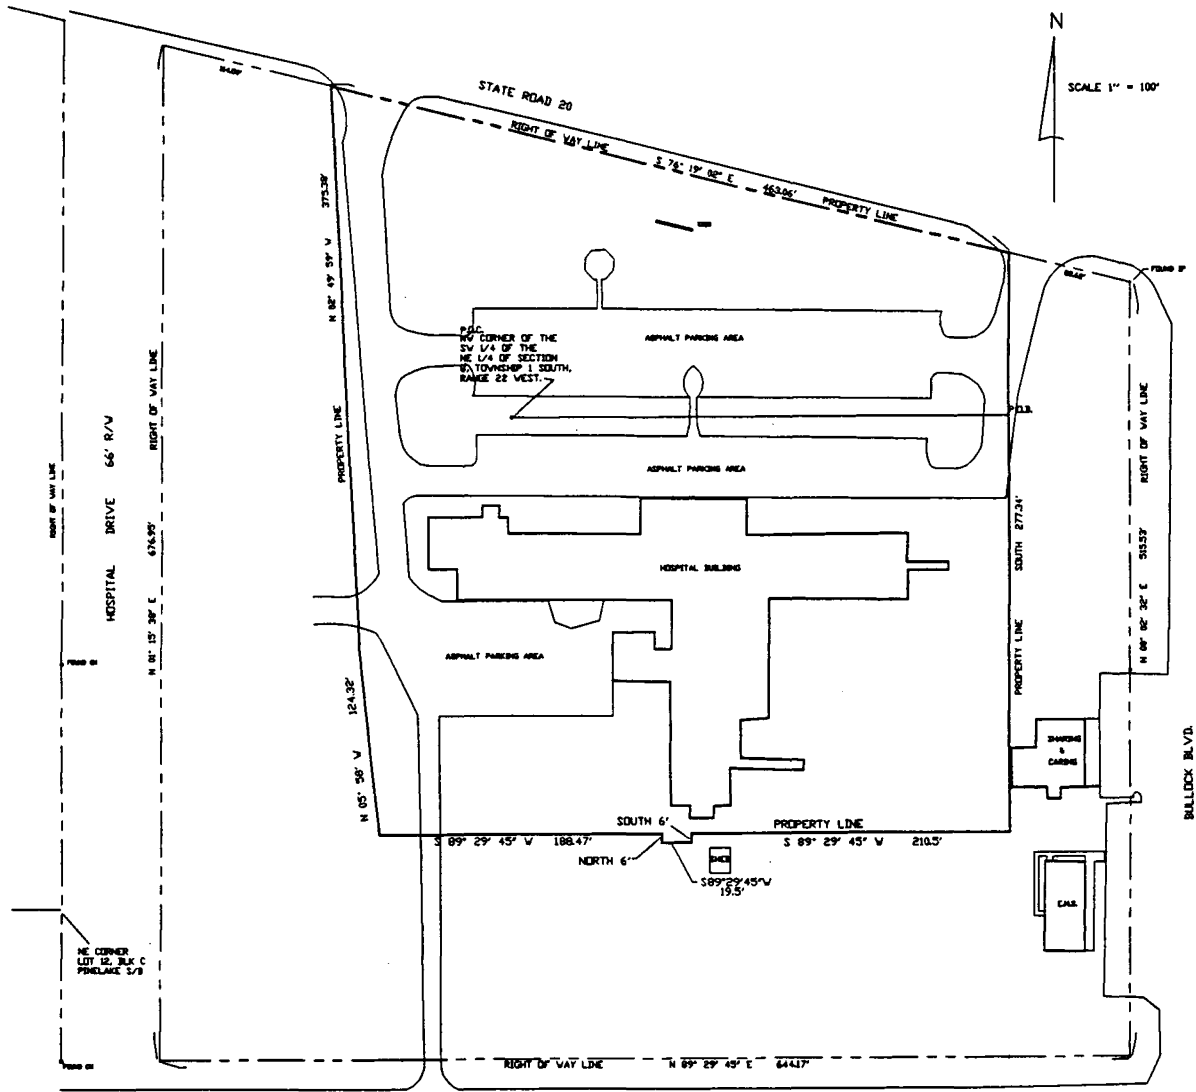 N
SCALE 1" = 100'
STATE ROAD 20
RIGHT OF WAY LINE
S 76° 19' 02" E 463.06'
PROPERTY LINE
FOUND IP
375.38'
N 02° 49' 59" W
PROPERTY LINE
124.32'
N 05° 58' W
RIGHT OF WAY LINE
N 01° 15' 38" E 676.95'
HOSPITAL DRIVE 66' R/W
RIGHT OF WAY LINE
P.O.C.
NW CORNER OF THE
SW 1/4 OF THE
NE 1/4 OF SECTION
TOWNSHIP 1 SOUTH,
RANGE 22 WEST.
ASPHALT PARKING AREA
P.O.B.
ASPHALT PARKING AREA
HOSPITAL BUILDING
ASPHALT PARKING AREA
SOUTH 277.34'
PROPERTY LINE
RIGHT OF WAY LINE
N 00° 02' 32" E 515.53'
SHARING
&
CARING
BULLOCK BLVD.
SOUTH 6'
PROPERTY LINE
S 89° 29' 45" W 188.47'
S 89° 29' 45" W 210.5'
NORTH 6'
SHED
S89°29'45"W
19.5'
E.M.S.
NE CORNER
LOT 12, BLK C
PINELAKE S/D
RIGHT OF WAY LINE N 89° 29' 45" E 644.17'